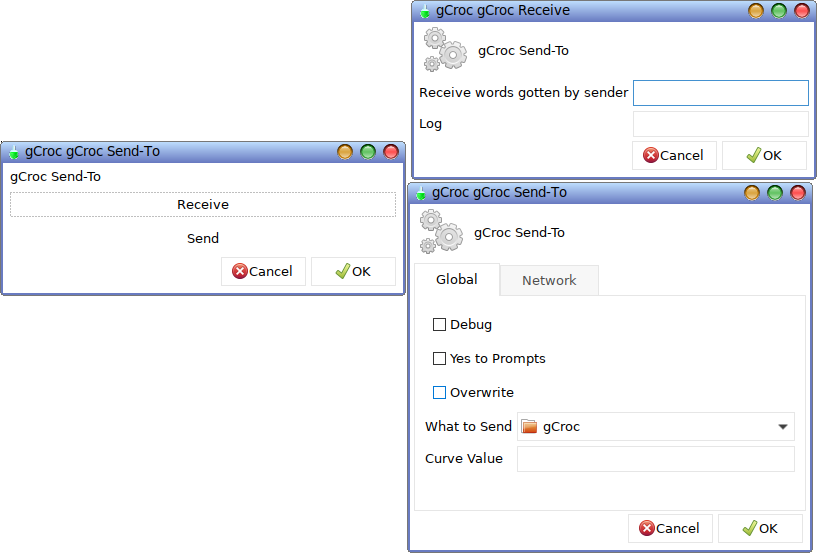 gCroc gCroc Send-To
gCroc Send-To
Receive
Send
Cancel OK
gCroc gCroc Receive
gCroc Send-To
Receive words gotten by sender
Log
Cancel OK
gCroc gCroc Send-To
gCroc Send-To
Global Network
Debug
Yes to Prompts
Overwrite
What to Send gCroc
Curve Value
Cancel OK